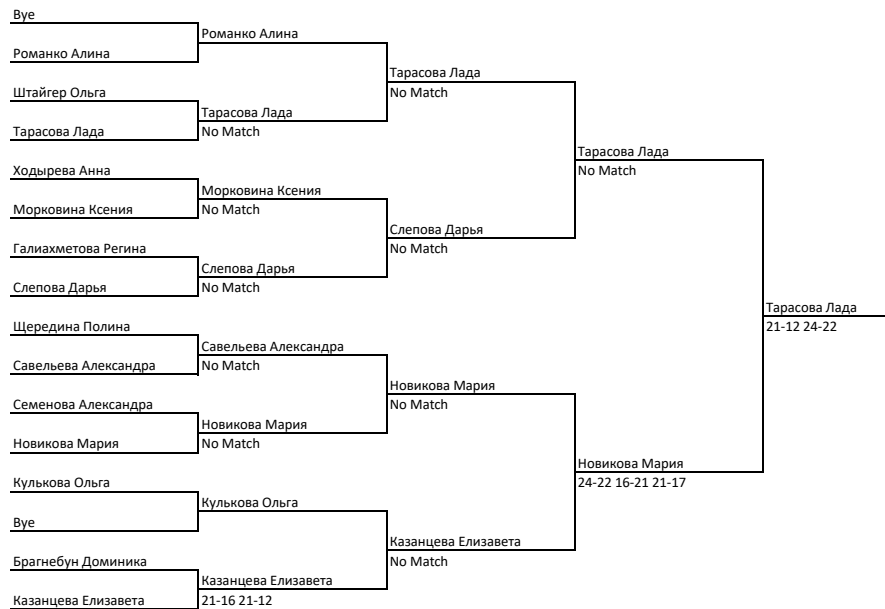 Bye
Романко Алина
Романко Алина
Тарасова Лада
No Match
Штайгер Ольга
Тарасова Лада
No Match
Тарасова Лада
Тарасова Лада
No Match
Ходырева Анна
Морковина Ксения
No Match
Морковина Ксения
Слепова Дарья
No Match
Галиахметова Регина
Слепова Дарья
No Match
Слепова Дарья
Тарасова Лада
21-12 24-22
Щередина Полина
Савельева Александра
No Match
Савельева Александра
Новикова Мария
No Match
Семенова Александра
Новикова Мария
No Match
Новикова Мария
Новикова Мария
24-22 16-21 21-17
Кулькова Ольга
Кулькова Ольга
Bye
Казанцева Елизавета
No Match
Брагнебун Доминика
Казанцева Елизавета
21-16 21-12
Казанцева Елизавета